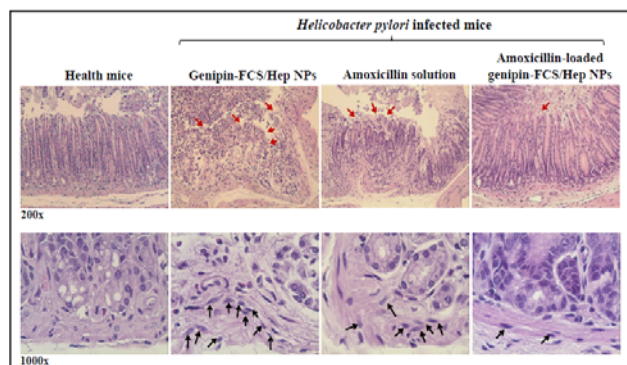 Helicobacter pylori infected mice
Health mice
Genipin-FCS/Hep NPs
Amoxicillin solution
Amoxicillin-loaded
genipin-FCS/Hep NPs
200x
1000x